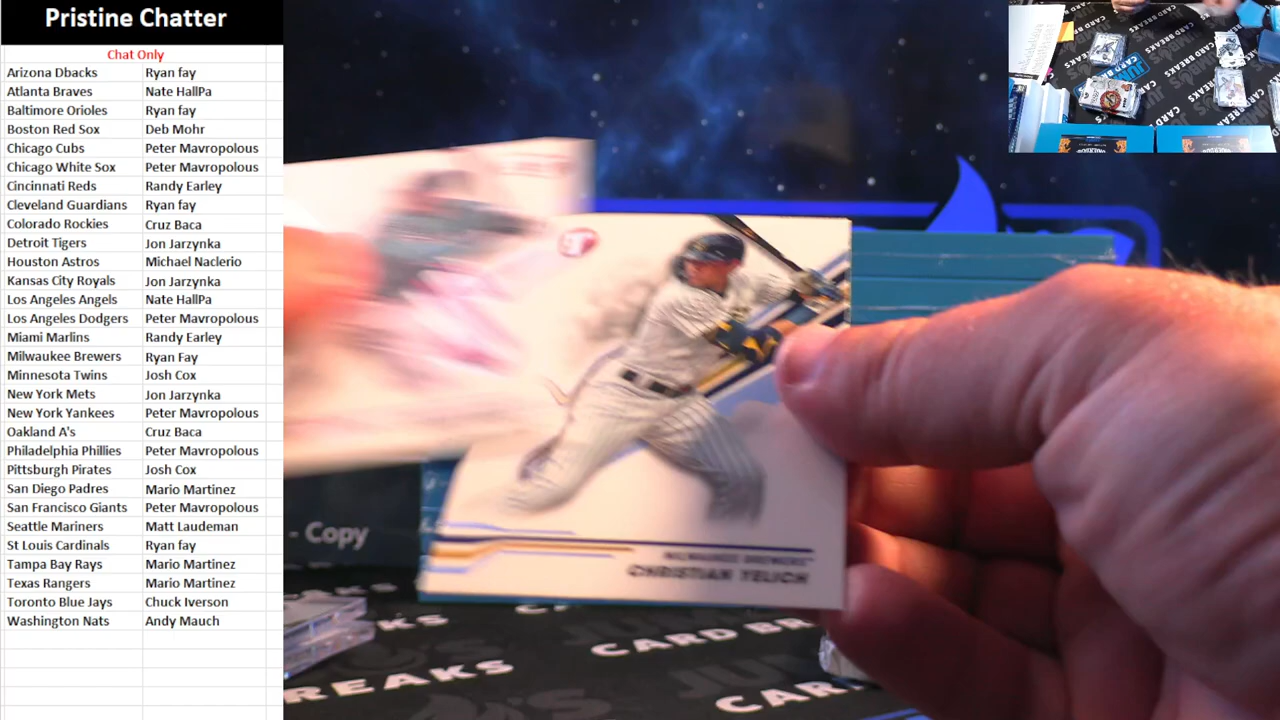 Pristine Chatter
Chat Only
Arizona Dbacks Ryan fay
Atlanta Braves Nate HallPa
Baltimore Orioles Ryan fay
Boston Red Sox Deb Mohr
Chicago Cubs Peter Mavropolous
Chicago White Sox Peter Mavropolous
Cincinnati Reds Randy Earley
Cleveland Guardians Ryan fay
Colorado Rockies Cruz Baca
Detroit Tigers Jon Jarzynka
Houston Astros Michael Naclerio
Kansas City Royals Jon Jarzynka
Los Angeles Angels Nate HallPa
Los Angeles Dodgers Peter Mavropolous
Miami Marlins Randy Earley
Milwaukee Brewers Ryan Fay
Minnesota Twins Josh Cox
New York Mets Jon Jarzynka
New York Yankees Peter Mavropolous
Oakland A's Cruz Baca
Philadelphia Phillies Peter Mavropolous
Pittsburgh Pirates Josh Cox
San Diego Padres Mario Martinez
San Francisco Giants Peter Mavropolous
Seattle Mariners Matt Laudeman
St Louis Cardinals Ryan fay
Tampa Bay Rays Mario Martinez
Texas Rangers Mario Martinez
Toronto Blue Jays Chuck Iverson
Washington Nats Andy Mauch
CARD BREAKS
- Copy
MILWAUKEE BREWERS
CHRISTIAN YELICH
CARD BR
REAKS
CAR